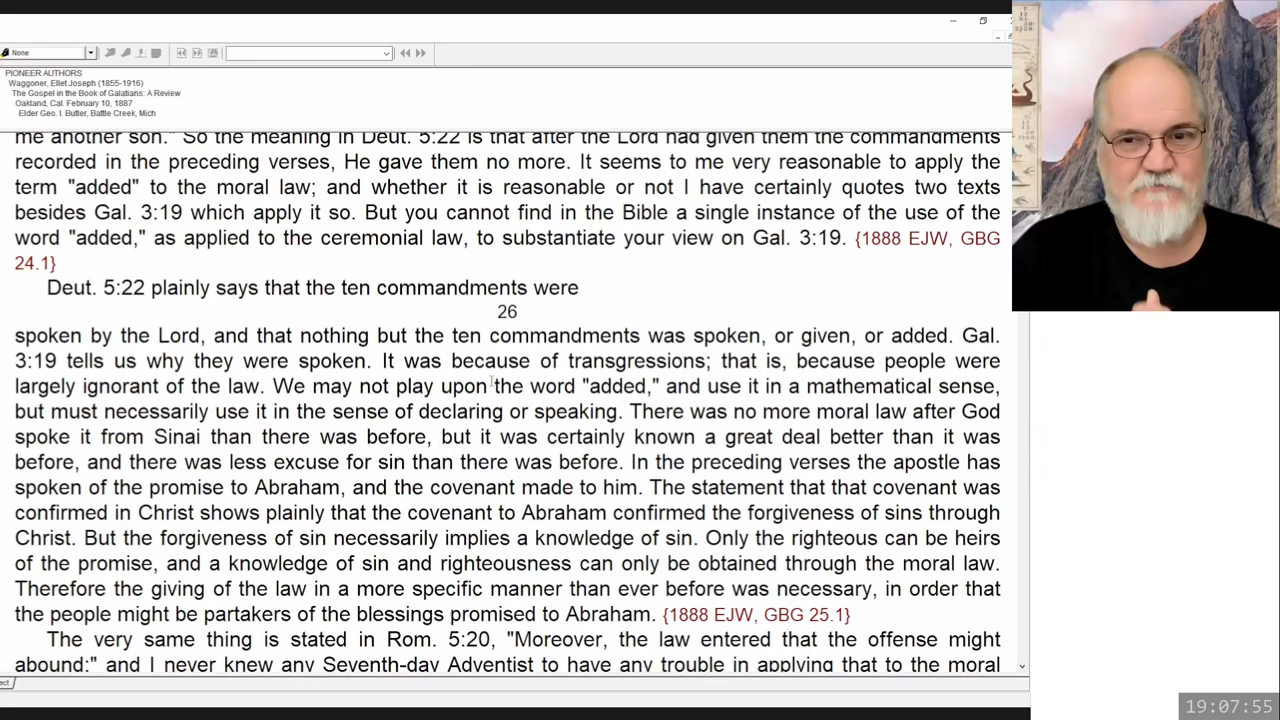 None
PIONEER AUTHORS
Waggoner, Ellet Joseph (1855-1916)
The Gospel in the Book of Galatians: A Review
Oakland, Cal. February 10, 1887
Elder Geo. I. Butler, Battle Creek, Mich
me another son." So the meaning in Deut. 5:22 is that after the Lord had given them the commandments
recorded in the preceding verses, He gave them no more. It seems to me very reasonable to apply the
term "added" to the moral law; and whether it is reasonable or not I have certainly quotes two texts
besides Gal. 3:19 which apply it so. But you cannot find in the Bible a single instance of the use of the
word "added," as applied to the ceremonial law, to substantiate your view on Gal. 3:19. {1888 EJW, GBG
24.1}
Deut. 5:22 plainly says that the ten commandments were
26
spoken by the Lord, and that nothing but the ten commandments was spoken, or given, or added. Gal.
3:19 tells us why they were spoken. It was because of transgressions; that is, because people were
largely ignorant of the law. We may not play upon the word "added," and use it in a mathematical sense,
but must necessarily use it in the sense of declaring or speaking. There was no more moral law after God
spoke it from Sinai than there was before, but it was certainly known a great deal better than it was
before, and there was less excuse for sin than there was before. In the preceding verses the apostle has
spoken of the promise to Abraham, and the covenant made to him. The statement that that covenant was
confirmed in Christ shows plainly that the covenant to Abraham confirmed the forgiveness of sins through
Christ. But the forgiveness of sin necessarily implies a knowledge of sin. Only the righteous can be heirs
of the promise, and a knowledge of sin and righteousness can only be obtained through the moral law.
Therefore the giving of the law in a more specific manner than ever before was necessary, in order that
the people might be partakers of the blessings promised to Abraham. {1888 EJW, GBG 25.1}
The very same thing is stated in Rom. 5:20, "Moreover, the law entered that the offense might
abound:" and I never knew any Seventh-day Adventist to have any trouble in applying that to the moral
19:07:55